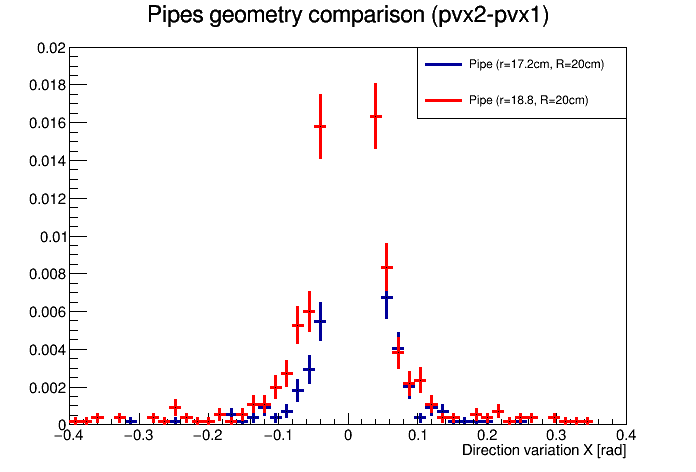 Pipes geometry comparison (pvx2-pvx1)
0.02
0.018
0.016
0.014
0.012
0.01
0.008
0.006
0.004
0.002
0
Pipe (r=17.2cm, R=20cm)
Pipe (r=18.8, R=20cm)
−0.4 −0.3 −0.2 −0.1 0 0.1 0.2 0.3 0.4
Direction variation X [rad]